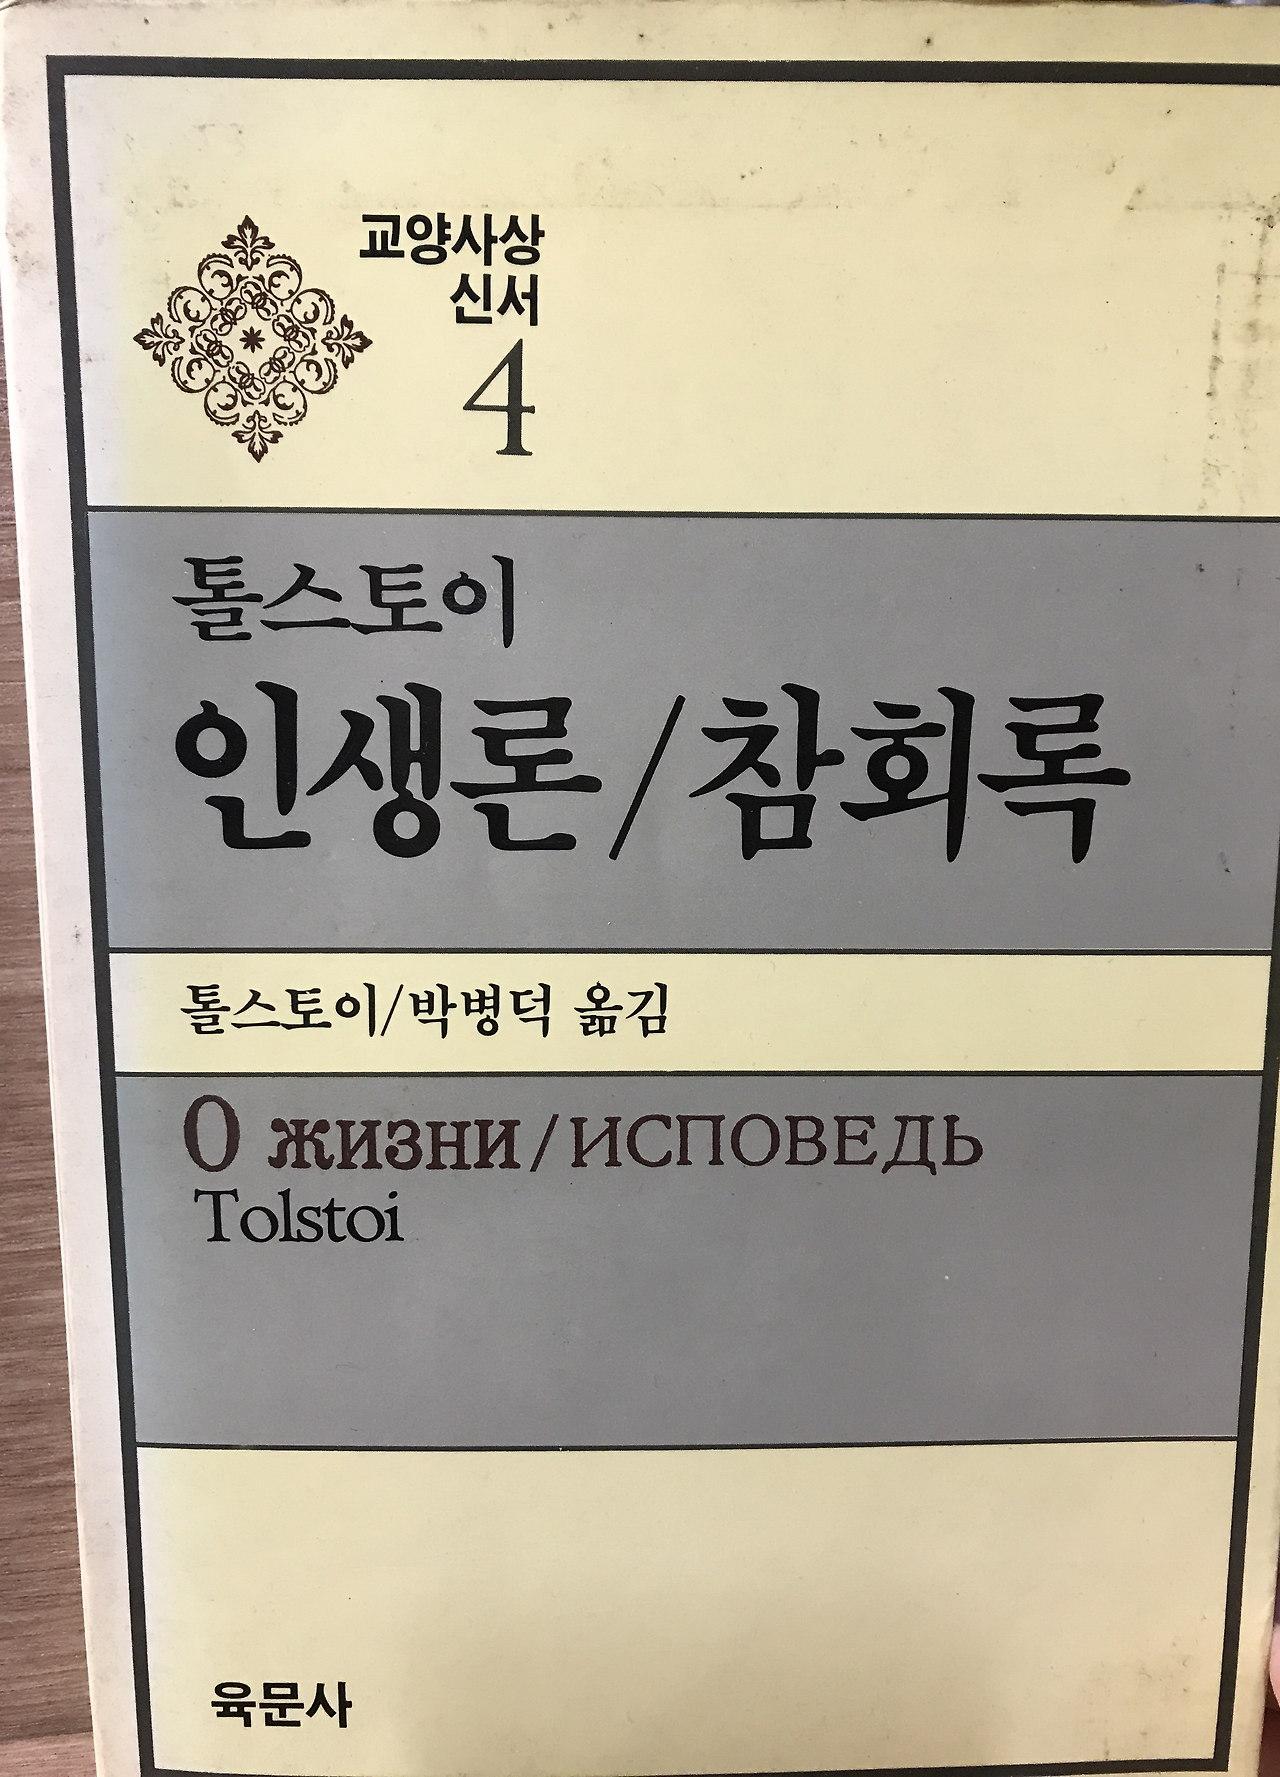 교양사상
신서
4
톨스토이
인생론/참회록
톨스토이/박병덕 옮김
О жизни/ИСПОВЕДЬ
Tolstoi
육문사